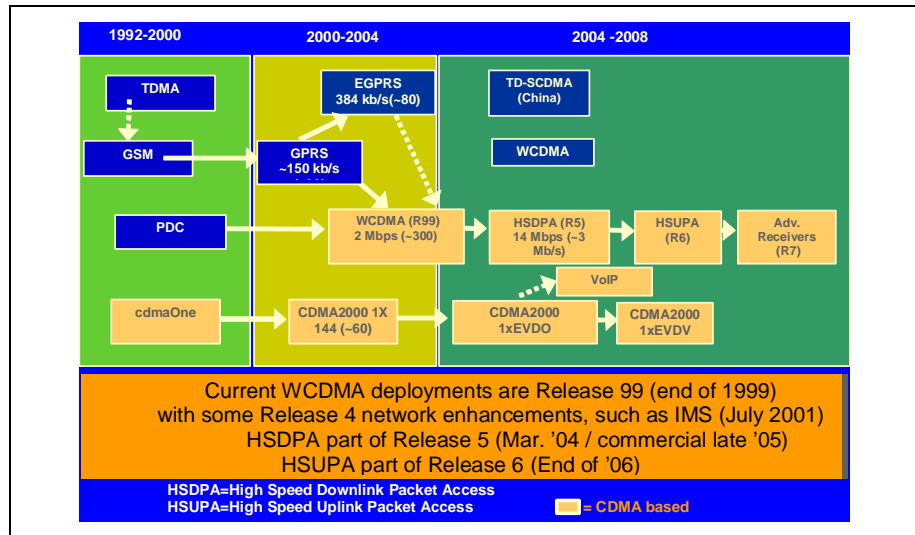 1992-2000
2000-2004
2004 -2008
TDMA
EGPRS
384 kb/s(~80)
TD-SCDMA
(China)
GSM
GPRS
~150 kb/s
WCDMA
PDC
WCDMA (R99)
2 Mbps (~300)
HSDPA (R5)
14 Mbps (~3
Mb/s)
HSUPA
(R6)
Adv.
Receivers
(R7)
VoIP
cdmaOne
CDMA2000 1X
144 (~60)
CDMA2000
1xEVDO
CDMA2000
1xEVDV
Current WCDMA deployments are Release 99 (end of 1999)
with some Release 4 network enhancements, such as IMS (July 2001)
HSDPA part of Release 5 (Mar. ’04 / commercial late ’05)
HSUPA part of Release 6 (End of ’06)
HSDPA=High Speed Downlink Packet Access
HSUPA=High Speed Uplink Packet Access
= CDMA based